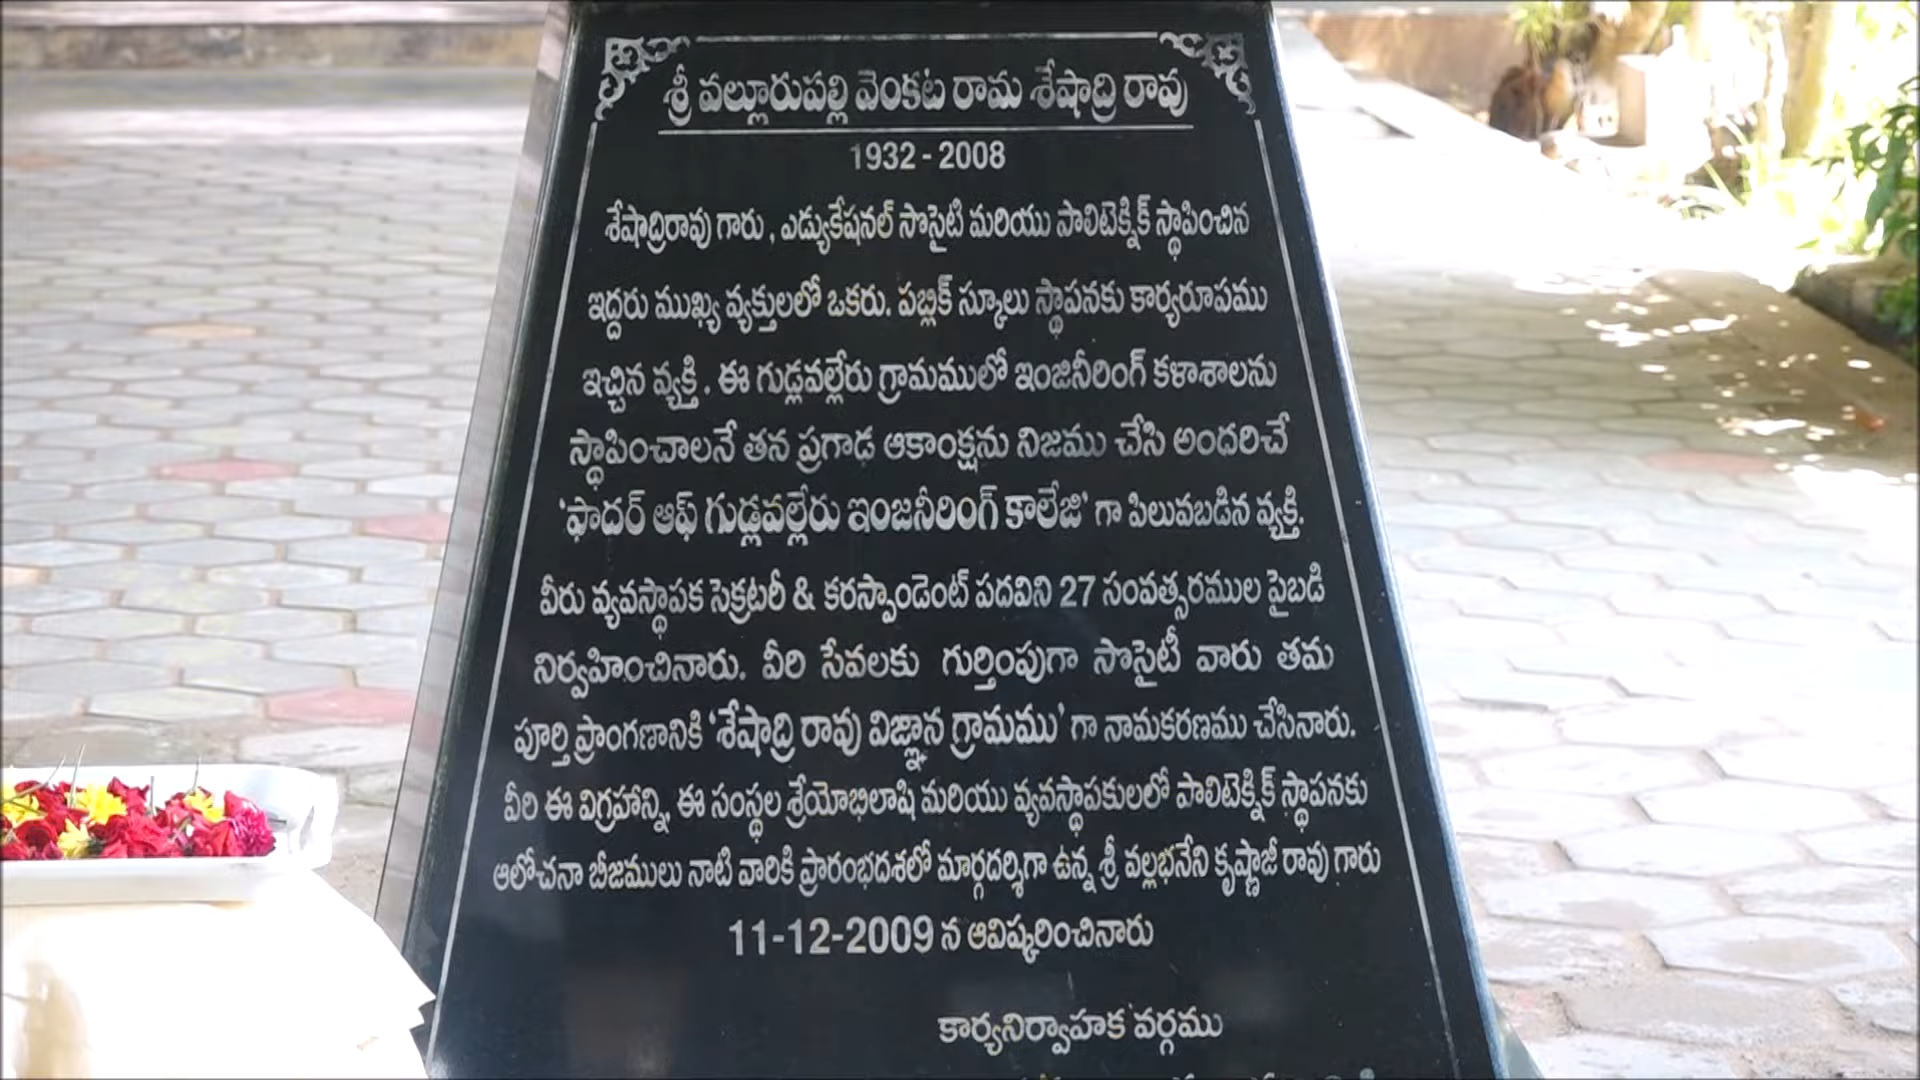 శ్రీ వల్లూరుపల్లి వెంకట రామ శేషాద్రి రావు
1932 - 2008
శేషాద్రిరావు గారు , ఎడ్యుకేషనల్ సొసైటి మరియు పాలిటెక్నిక్ స్థాపించిన
ఇద్దరు ముఖ్య వ్యక్తులలో ఒకరు. పబ్లిక్ స్కూలు స్థాపనకు కార్యరూపము
ఇచ్చిన వ్యక్తి . ఈ గుడ్లవల్లేరు గ్రామములో ఇంజినీరింగ్ కళాశాలను
స్థాపించాలనే తన ప్రగాడ ఆకాంక్షను నిజము చేసి అందరిచే
‘ఫాదర్ ఆఫ్ గుడ్లవల్లేరు ఇంజనీరింగ్ కాలేజి’ గా పిలువబడిన వ్యక్తి.
వీరు వ్యవస్థాపక సెక్రటరీ & కరస్పాండెంట్ పదవిని 27 సంవత్సరముల పైబడి
నిర్వహించినారు. వీరి సేవలకు గుర్తింపుగా సొసైటీ వారు తమ
పూర్తి ప్రాంగణానికి ‘శేషాద్రి రావు విజ్ఞాన గ్రామము’ గా నామకరణము చేసినారు.
వీరి ఈ విగ్రహాన్ని, ఈ సంస్థల శ్రేయోభిలాషి మరియు వ్యవస్థాపకులలో పాలిటెక్నిక్ స్థాపనకు
ఆలోచనా బీజములు నాటి వారికి ప్రారంభదశలో మార్గదర్శిగా ఉన్న శ్రీ వల్లభనేని కృష్ణాజీ రావు గారు
11-12-2009 న ఆవిష్కరించినారు
కార్యనిర్వాహక వర్గము